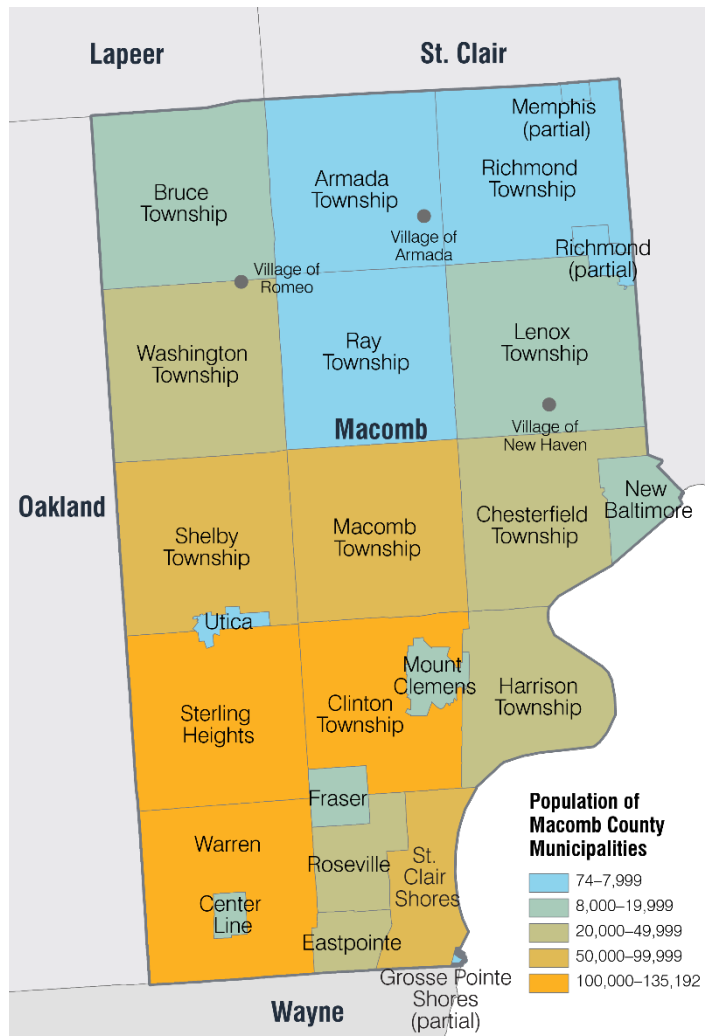 Lapeer
St. Clair
Memphis
(partial)
Bruce
Township
Armada
Township
Richmond
Township
Village of
Armada
Richmond
(partial)
Village of
Romeo
Washington
Township
Ray
Township
Lenox
Township
Macomb
Village of
New Haven
Oakland
Shelby
Township
Macomb
Township
Chesterfield
Township
New
Baltimore
Utica
Sterling
Heights
Clinton
Township
Mount
Clemens
Harrison
Township
Fraser
Warren
Center
Line
Roseville
St.
Clair
Shores
Eastpointe
Grosse Pointe
Shores
(partial)
Wayne
Population of
Macomb County
Municipalities
74–7,999
8,000–19,999
20,000–49,999
50,000–99,999
100,000–135,192